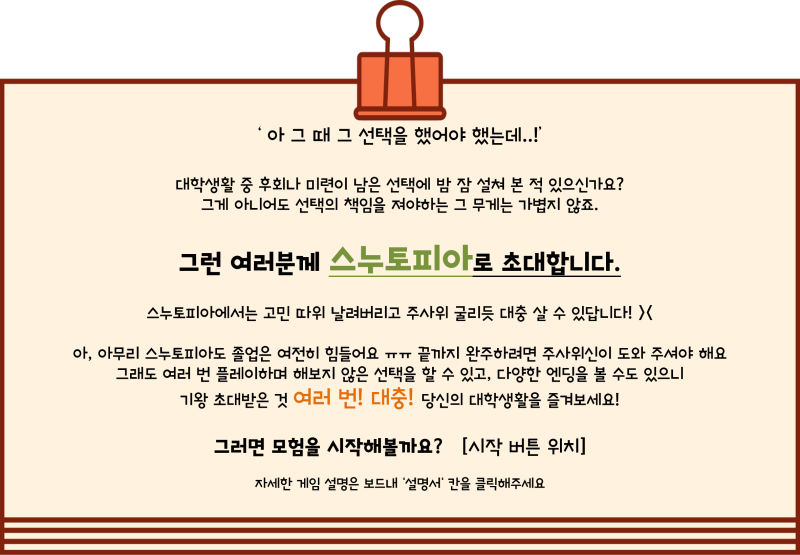 ‘ 아 그 때 그 선택을 했어야 했는데..!’
대학생활 중 후회나 미련이 남은 선택에 밤 잠 설쳐 본 적 있으신가요?
그게 아니어도 선택의 책임을 져야하는 그 무게는 가볍지 않죠.
그런 여러분께 스누토피아로 초대합니다.
스누토피아에서는 고민 따위 날려버리고 주사위 굴리듯 대충 살 수 있답니다! >〈
아, 아무리 스누토피아도 졸업은 여전히 힘들어요 ㅠㅠ 끝까지 완주하려면 주사위신이 도와 주셔야 해요
그래도 여러 번 플레이하며 해보지 않은 선택을 할 수 있고, 다양한 엔딩을 볼 수도 있으니
기왕 초대받은 것 여러 번! 대충! 당신의 대학생활을 즐겨보세요!
그러면 모험을 시작해볼까요? [시작 버튼 위치]
자세한 게임 설명은 보드내 '설명서' 칸을 클릭해주세요